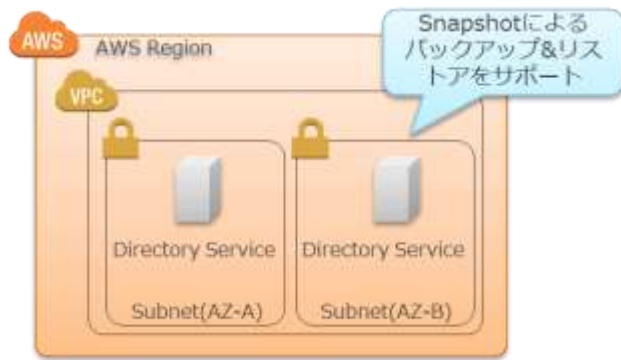 AWS
AWS Region
Snapshotによる
バックアップ&リス
トアをサポート
VPC
Directory Service
Directory Service
Subnet(AZ-A)
Subnet(AZ-B)